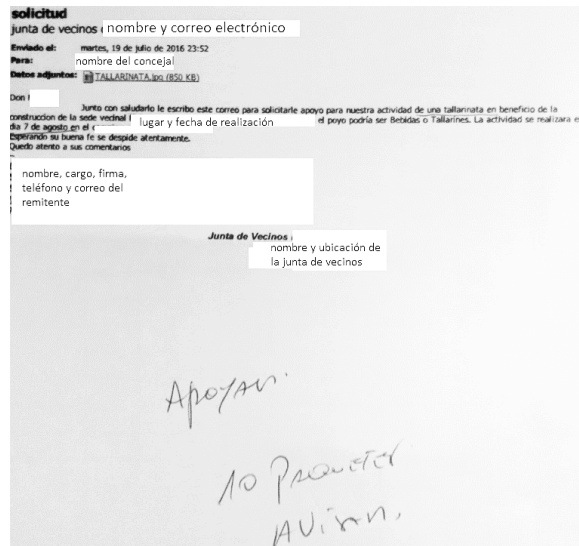 solicitud
junta de vecinos nombre y correo electrónico
Enviado el: martes, 19 de julio de 2016 23:52
Para: nombre del concejal
Datos adjuntos: TALLARINATA.jpg (850 KB)
Don
Junto con saludarlo le escribo este correo para solicitarle apoyo para nuestra actividad de una tallarinata en beneficio de la
construccion de la sede vecinal lugar y fecha de realización el poyo podría ser Bebidas o Tallarines. La actividad se realizara e
dia 7 de agosto en el
Esperando su buena fe se despide atentamente.
Quedo atento a sus comentarios
nombre, cargo, firma,
teléfono y correo del
remitente
Junta de Vecinos
nombre y ubicación de
la junta de vecinos
Apoyar.
10 PAQUETES
AVISAR.